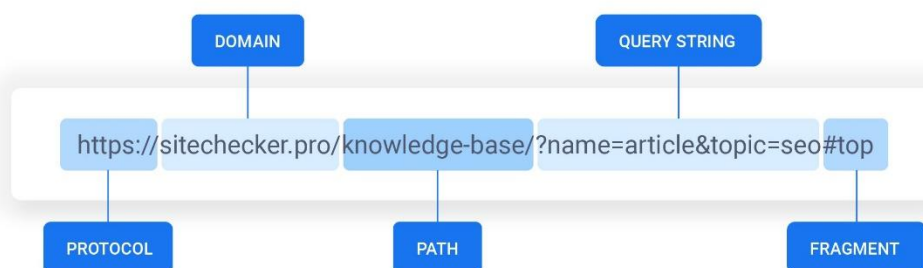 DOMAIN QUERY STRING
https://sitechecker.pro/knowledge-base/?name=article&topic=seo#top
PROTOCOL PATH FRAGMENT